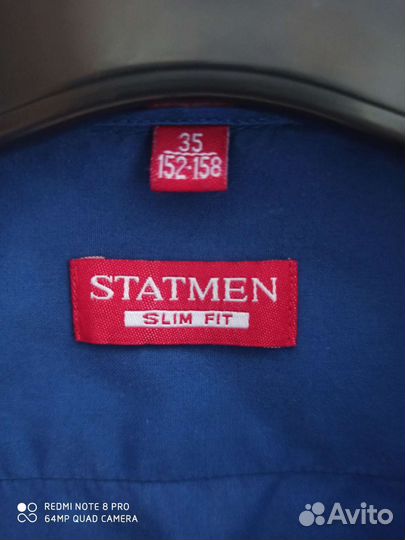 35
152-158
STATMEN
SLIM FIT
REDMI NOTE 8 PRO
64MP QUAD CAMERA
Avito